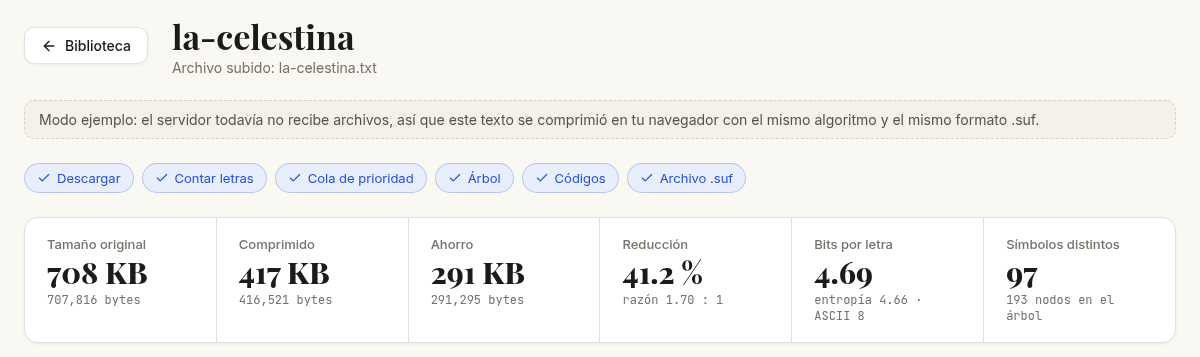 ← Biblioteca
la-celestina
Archivo subido: la-celestina.txt
Modo ejemplo: el servidor todavía no recibe archivos, así que este texto se comprimió en tu navegador con el mismo algoritmo y el mismo formato .suf.
✓ Descargar ✓ Contar letras ✓ Cola de prioridad ✓ Árbol ✓ Códigos ✓ Archivo .suf
Tamaño original
708 KB
707,816 bytes
Comprimido
417 KB
416,521 bytes
Ahorro
291 KB
291,295 bytes
Reducción
41.2 %
razón 1.70 : 1
Bits por letra
4.69
entropía 4.66 ·
ASCII 8
Símbolos distintos
97
193 nodos en el
árbol